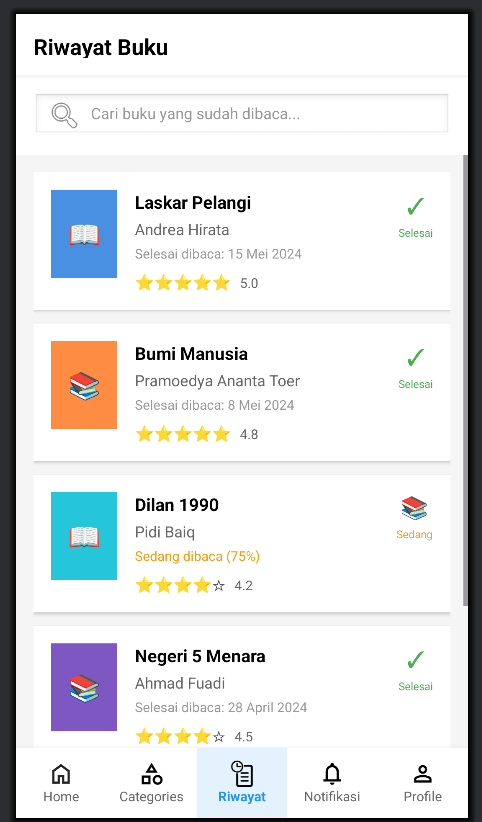 Riwayat Buku
Cari buku yang sudah dibaca...
Laskar Pelangi
Andrea Hirata
Selesai dibaca: 15 Mei 2024
⭐⭐⭐⭐⭐ 5.0
✓
Selesai
Bumi Manusia
Pramoedya Ananta Toer
Selesai dibaca: 8 Mei 2024
⭐⭐⭐⭐⭐ 4.8
✓
Selesai
Dilan 1990
Pidi Baiq
Sedang dibaca (75%)
⭐⭐⭐⭐☆ 4.2
Sedang
Negeri 5 Menara
Ahmad Fuadi
Selesai dibaca: 28 April 2024
⭐⭐⭐⭐☆ 4.5
✓
Selesai
Home
Categories
Riwayat
Notifikasi
Profile